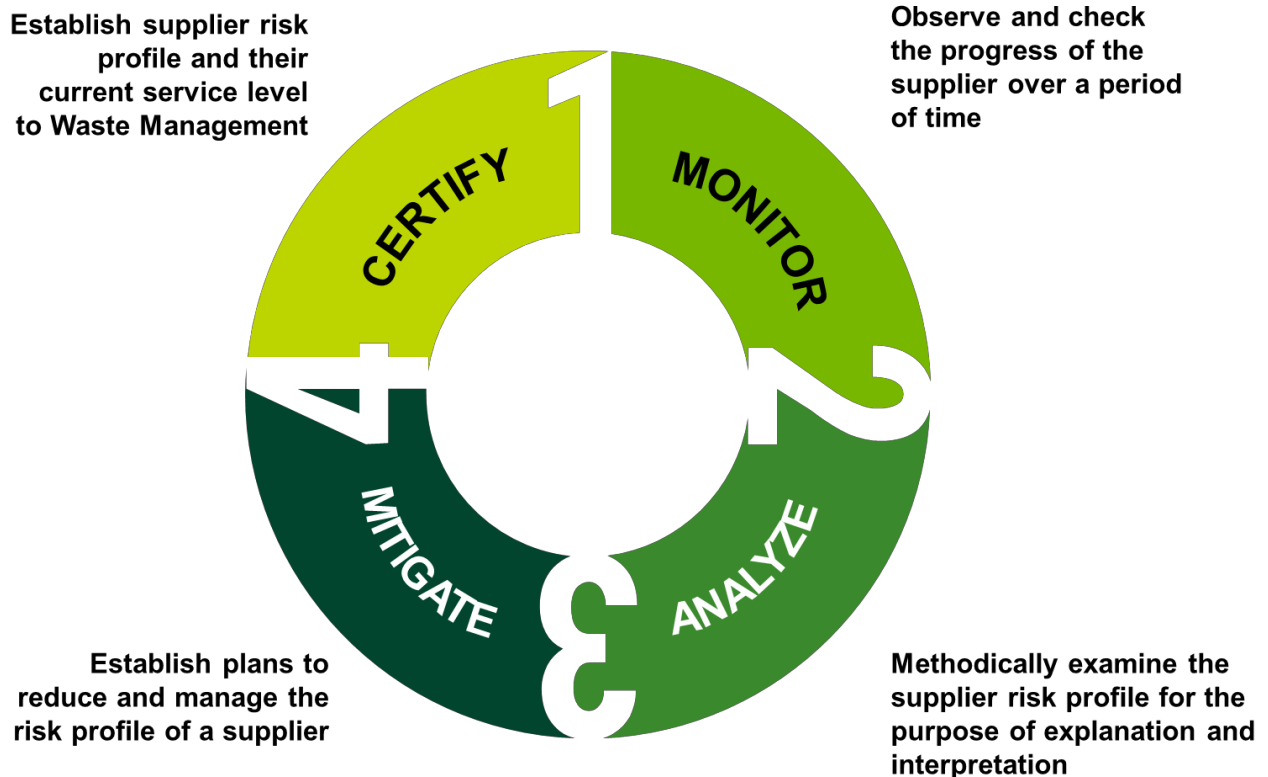 Establish supplier risk
profile and their
current service level
to Waste Management
Observe and check
the progress of the
supplier over a period
of time
1
CERTIFY
MONITOR
2
ANALYZE
3
MITIGATE
4
Establish plans to
reduce and manage the
risk profile of a supplier
Methodically examine the
supplier risk profile for the
purpose of explanation and
interpretation